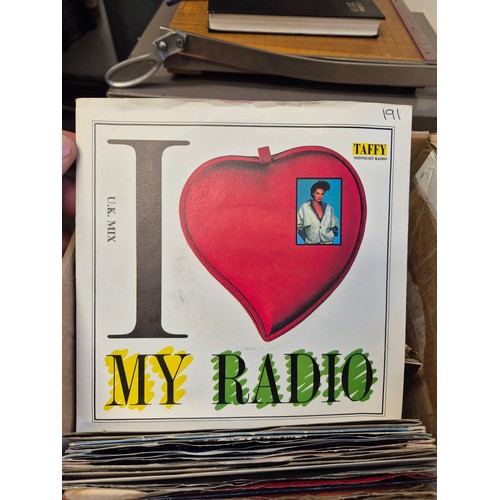 191
TAFFY
MIDNIGHT RADIO
I
U.K. MIX
MY RADIO